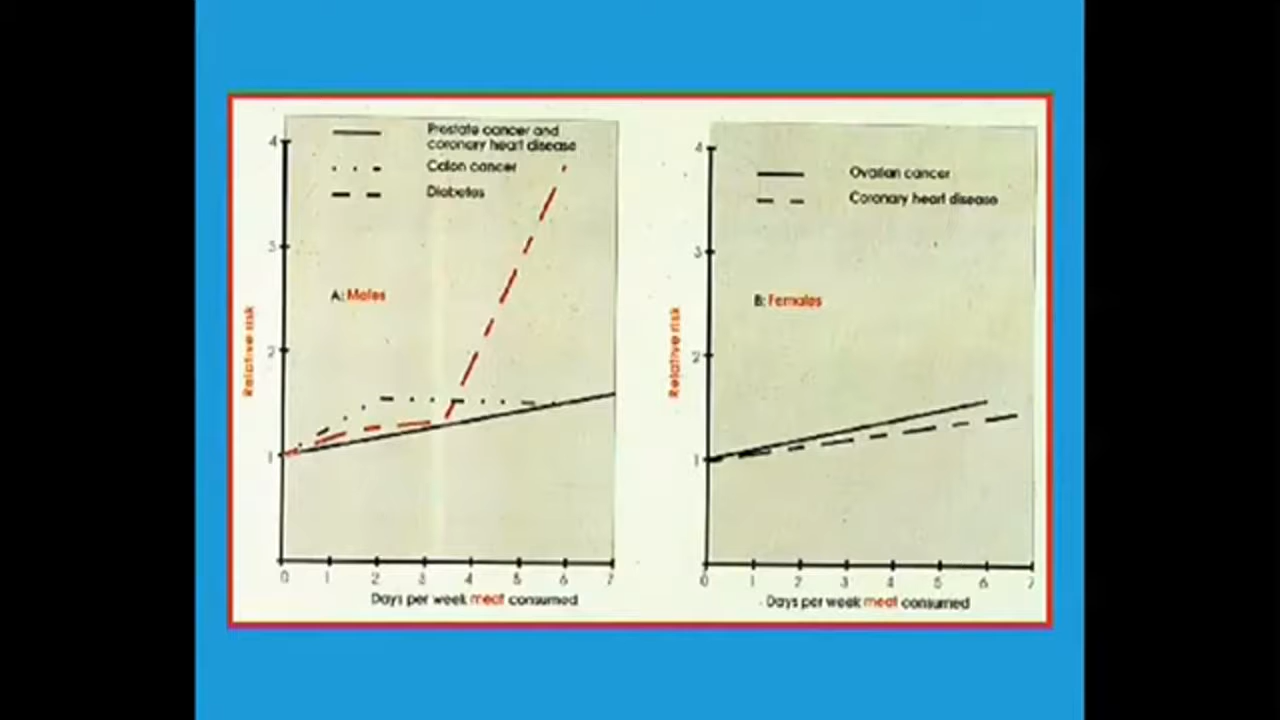 4
3
2
1
Prostate cancer and
coronary heart disease
Colon cancer
Diabetes
A: Males
Relative risk
0 1 2 3 4 5 6 7
Days per week meat consumed
4
3
2
1
Ovarian cancer
Coronary heart disease
B: Females
Relative risk
0 1 2 3 4 5 6 7
Days per week meat consumed